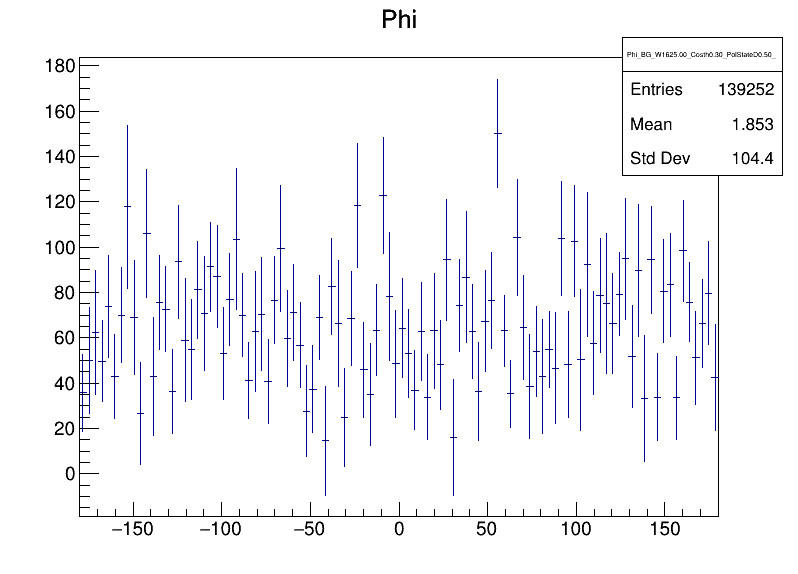 Phi
Phi_BG_W1625.00_Costh0.30_PolStateD0.50_
Entries 139252
Mean 1.853
Std Dev 104.4
180
160
140
120
100
80
60
40
20
0
−150 −100 −50 0 50 100 150